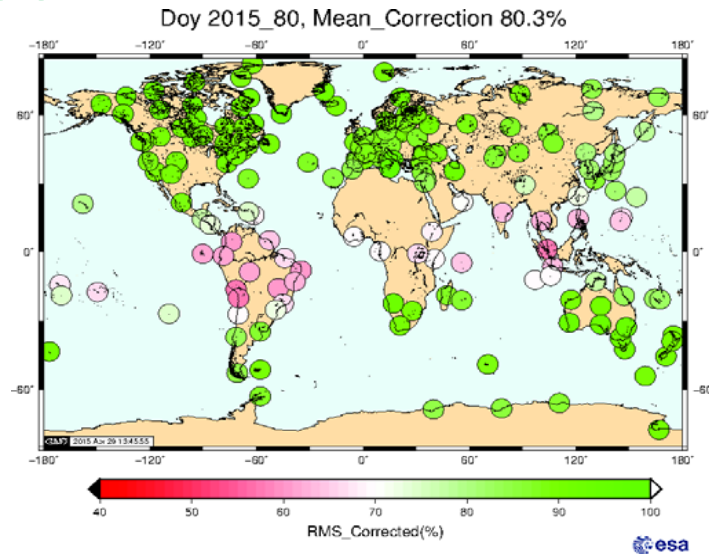 Doy 2015_80, Mean_Correction 80.3%
-180° -120° -60° 0° 60° 120° 180°
60° 60°
0° 0°
-60° -60°
2015 Apr 29 13:45:55
-180° -120° -60° 0° 60° 120° 180°
40 50 60 70 80 90 100
RMS_Corrected(%)
esa